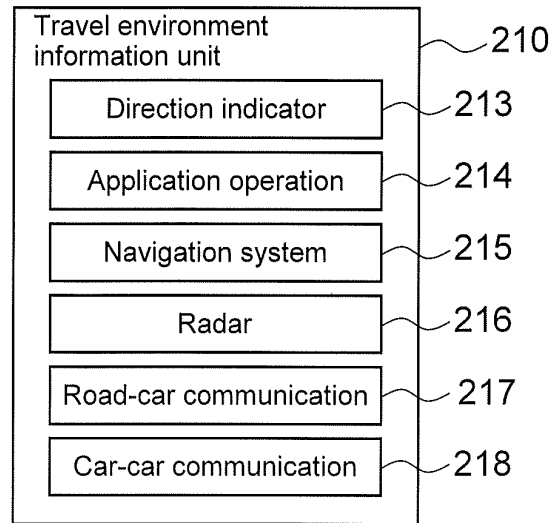 Travel environment
information unit
210
Direction indicator
213
Application operation
214
Navigation system
215
Radar
216
Road-car communication
217
Car-car communication
218